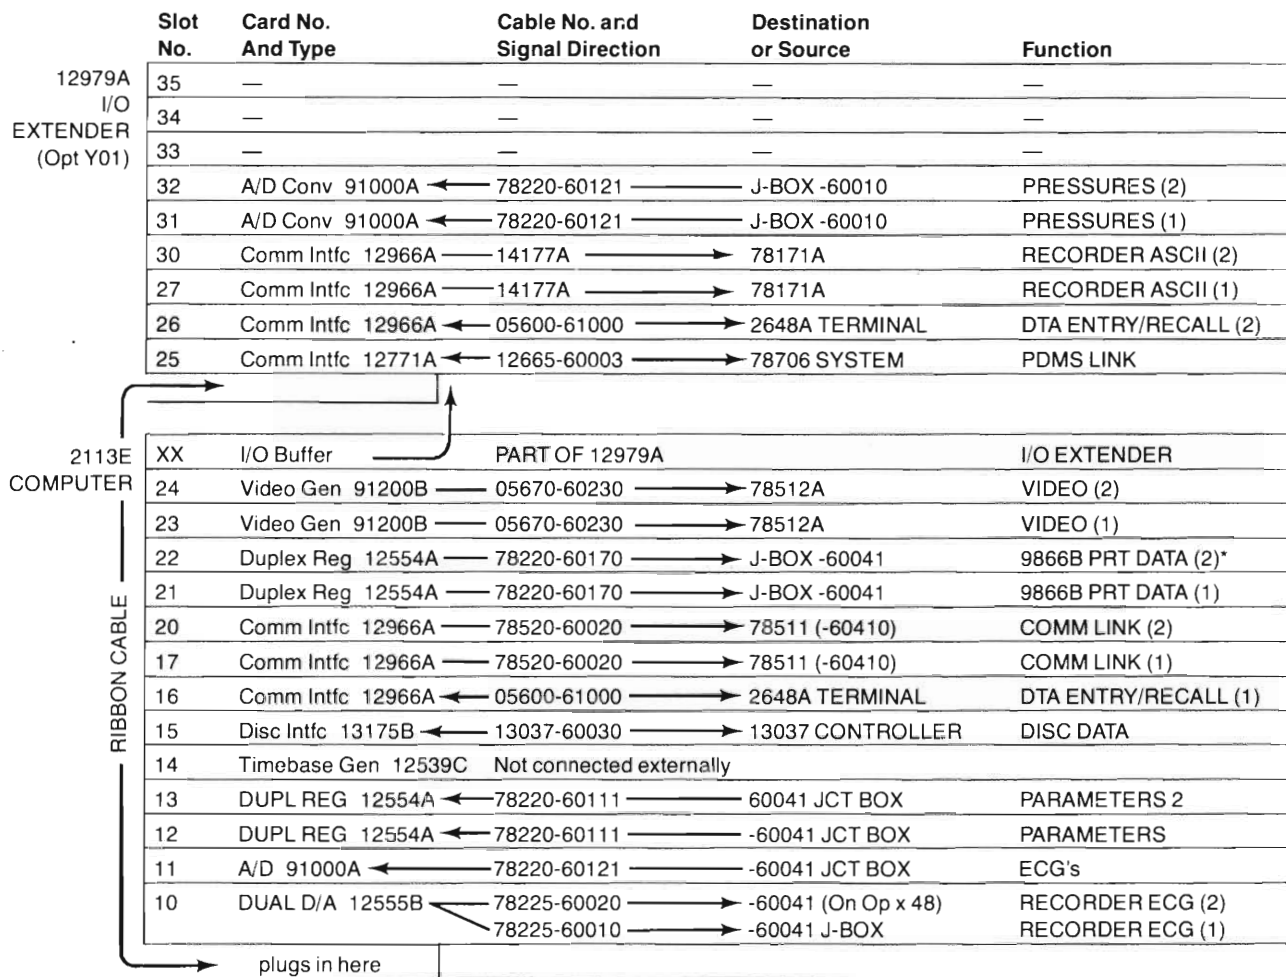 Slot Card No. Cable No. and Destination
No. And Type Signal Direction or Source Function
12979A
I/O
EXTENDER
(Opt Y01)
35 — — — —
34 — — — —
33 — — — —
32 A/D Conv 91000A 78220-60121 J-BOX -60010 PRESSURES (2)
31 A/D Conv 91000A 78220-60121 J-BOX -60010 PRESSURES (1)
30 Comm Intfc 12966A 14177A 78171A RECORDER ASCII (2)
27 Comm Intfc 12966A 14177A 78171A RECORDER ASCII (1)
26 Comm Intfc 12966A 05600-61000 2648A TERMINAL DTA ENTRY/RECALL (2)
25 Comm Intfc 12771A 12665-60003 78706 SYSTEM PDMS LINK
2113E
COMPUTER
XX I/O Buffer PART OF 12979A I/O EXTENDER
24 Video Gen 91200B 05670-60230 78512A VIDEO (2)
23 Video Gen 91200B 05670-60230 78512A VIDEO (1)
22 Duplex Reg 12554A 78220-60170 J-BOX -60041 9866B PRT DATA (2)*
21 Duplex Reg 12554A 78220-60170 J-BOX -60041 9866B PRT DATA (1)
20 Comm Intfc 12966A 78520-60020 78511 (-60410) COMM LINK (2)
17 Comm Intfc 12966A 78520-60020 78511 (-60410) COMM LINK (1)
16 Comm Intfc 12966A 05600-61000 2648A TERMINAL DTA ENTRY/RECALL (1)
15 Disc Intfc 13175B 13037-60030 13037 CONTROLLER DISC DATA
14 Timebase Gen 12539C Not connected externally
13 DUPL REG 12554A 78220-60111 60041 JCT BOX PARAMETERS 2
12 DUPL REG 12554A 78220-60111 -60041 JCT BOX PARAMETERS
11 A/D 91000A 78220-60121 -60041 JCT BOX ECG's
10 DUAL D/A 12555B 78225-60020 -60041 (On Op x 48) RECORDER ECG (2)
78225-60010 -60041 J-BOX RECORDER ECG (1)
RIBBON CABLE
plugs in here